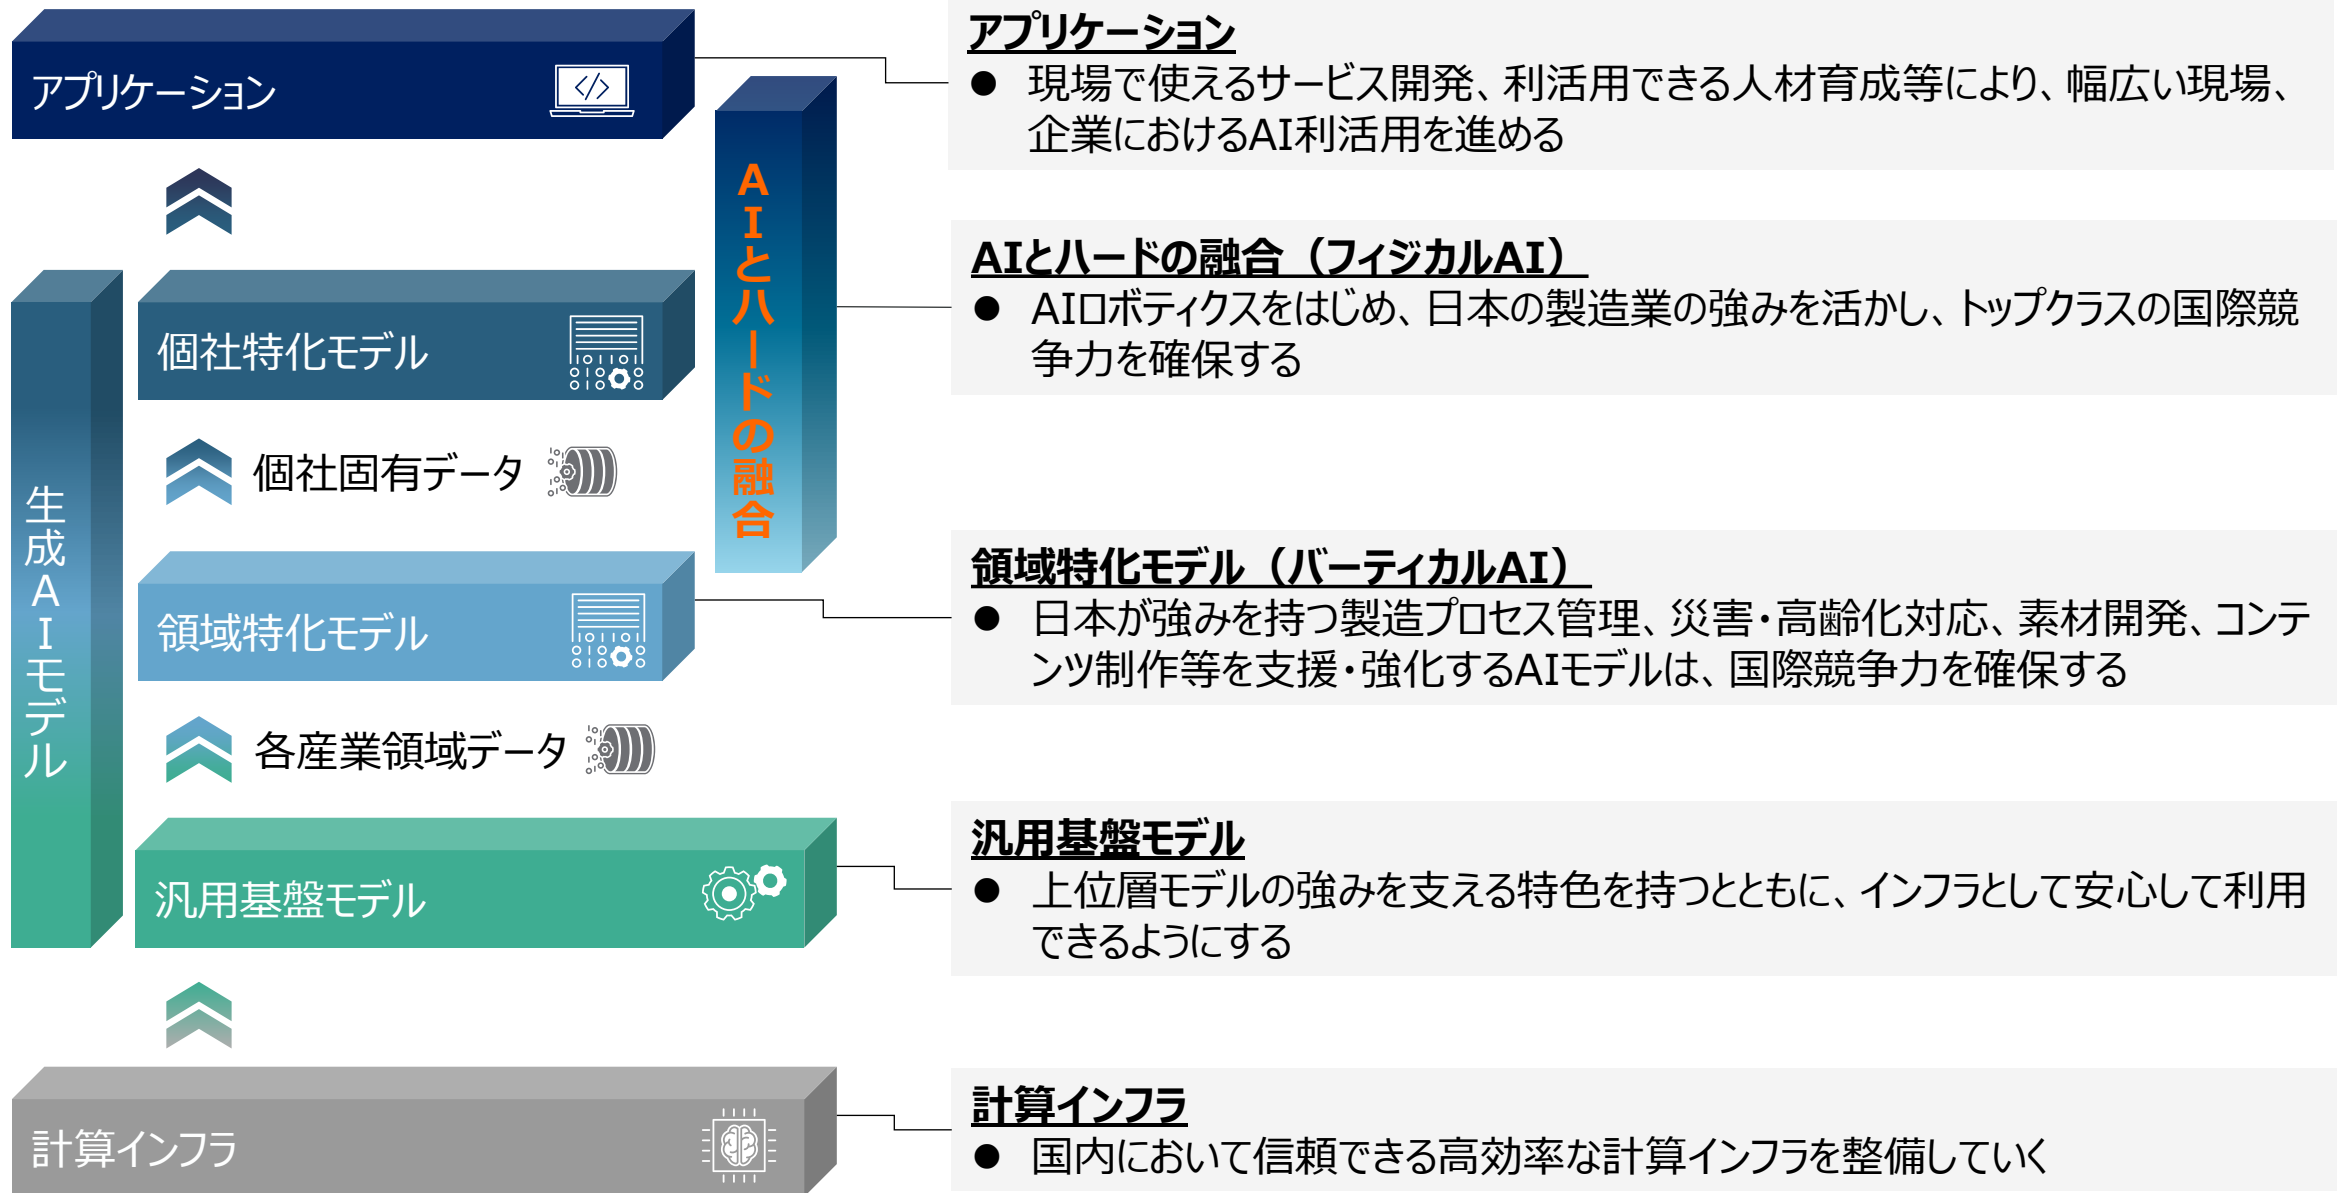 アプリケーション
個社特化モデル
個社固有データ
領域特化モデル
各産業領域データ
汎用基盤モデル
計算インフラ
生成AIモデル
AIとハードの融合
アプリケーション
● 現場で使えるサービス開発、利活用できる人材育成等により、幅広い現場、
企業におけるAI利活用を進める
AIとハードの融合（フィジカルAI）
● AIロボティクスをはじめ、日本の製造業の強みを活かし、トップクラスの国際競
争力を確保する
領域特化モデル（バーティカルAI）
● 日本が強みを持つ製造プロセス管理、災害・高齢化対応、素材開発、コンテ
ンツ制作等を支援・強化するAIモデルは、国際競争力を確保する
汎用基盤モデル
● 上位層モデルの強みを支える特色を持つとともに、インフラとして安心して利用
できるようにする
計算インフラ
● 国内において信頼できる高効率な計算インフラを整備していく